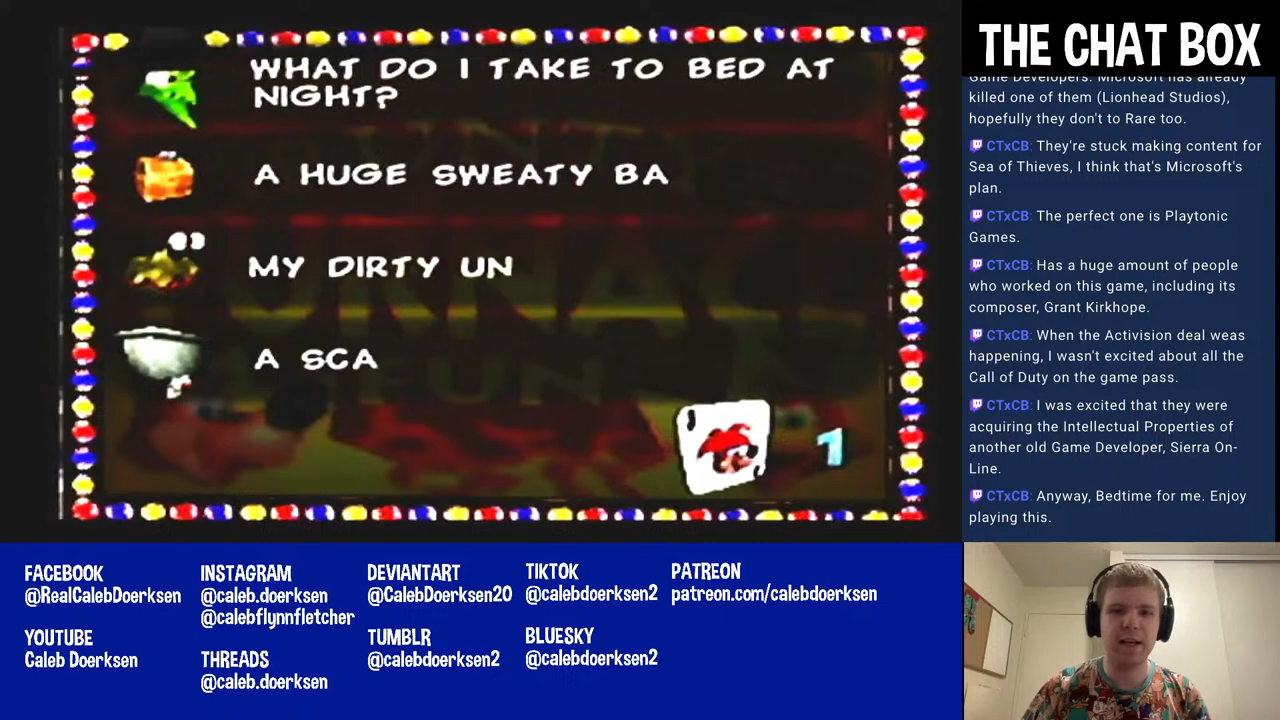 WHAT DO I TAKE TO BED AT
NIGHT?
A HUGE SWEATY BA
MY DIRTY UN
A SCA
1
THE CHAT BOX
Game Developers. Microsoft has already
killed one of them (Lionhead Studios),
hopefully they don't to Rare too.
CTxCB: They're stuck making content for
Sea of Thieves, I think that's Microsoft's
plan.
CTxCB: The perfect one is Playtonic
Games.
CTxCB: Has a huge amount of people
who worked on this game, including its
composer, Grant Kirkhope.
CTxCB: When the Activision deal weas
happening, I wasn't excited about all the
Call of Duty on the game pass.
CTxCB: I was excited that they were
acquiring the Intellectual Properties of
another old Game Developer, Sierra On-
Line.
CTxCB: Anyway, Bedtime for me. Enjoy
playing this.
FACEBOOK
@RealCalebDoerksen
YOUTUBE
Caleb Doerksen
INSTAGRAM
@caleb.doerksen
@calebflynnfletcher
THREADS
@caleb.doerksen
DEVIANTART
@CalebDoerksen20
TUMBLR
@calebdoerksen2
TIKTOK
@calebdoerksen2
BLUESKY
@calebdoerksen2
PATREON
patreon.com/calebdoerksen